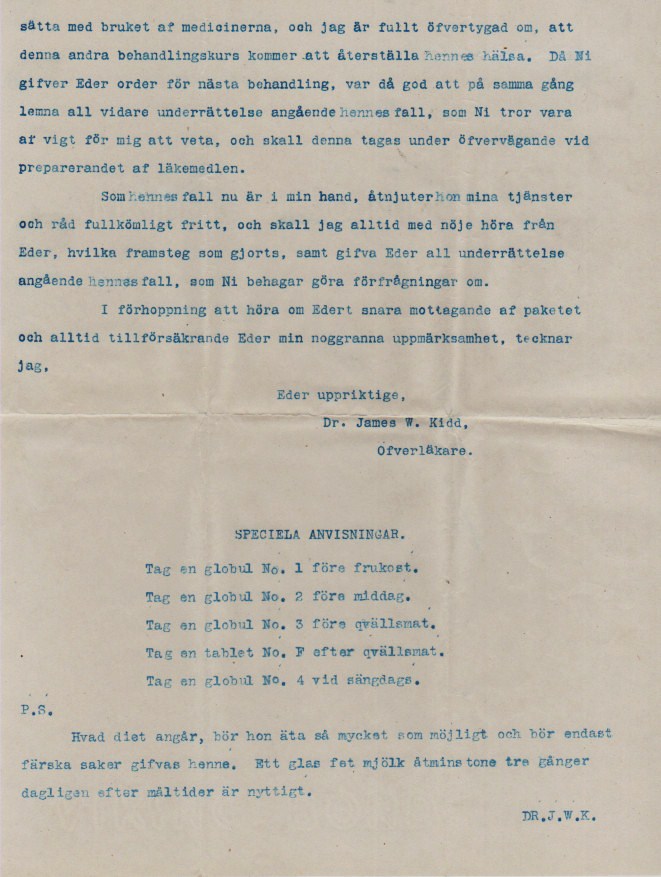 sätta med bruket af medicinerna, och jag är fullt öfvertygad om, att
denna andra behandlingskurs kommer att återställa hennes hälsa. Då Ni
gifver Eder order för nästa behandling, var då god att på samma gång
lemna all vidare underrättelse angående hennes fall, som Ni tror vara
af vigt för mig att veta, och skall denna tagas under öfvervägande vid
preparerandet af läkemedlen.
Som hennes fall nu är i min hand, åtnjuter hon mina tjänster
och råd fullkömligt fritt, och skall jag alltid med nöje höra från
Eder, hvilka framsteg som gjorts, samt gifva Eder all underrättelse
angående hennes fall, som Ni behagar göra förfrågningar om.
I förhoppning att höra om Edert snara mottagande af paketet
och alltid tillförsäkrande Eder min noggranna uppmärksamhet, tecknar
jag,
Eder uppriktige,
Dr. James W. Kidd,
Öfverläkare.
SPECIELA ANVISNINGAR.
Tag en globul No. 1 före frukost.
Tag en globul No. 2 före middag.
Tag en globul No. 3 före qvällsmat.
Tag en tablet No. F efter qvällsmat.
Tag en globul No. 4 vid sängdags.
P.S.
Hvad diet angår, bör hon äta så mycket som möjligt och bör endast
färska saker gifvas henne. Ett glas fet mjölk åtminstone tre gånger
dagligen efter måltider är nyttigt.
DR.J.W.K.